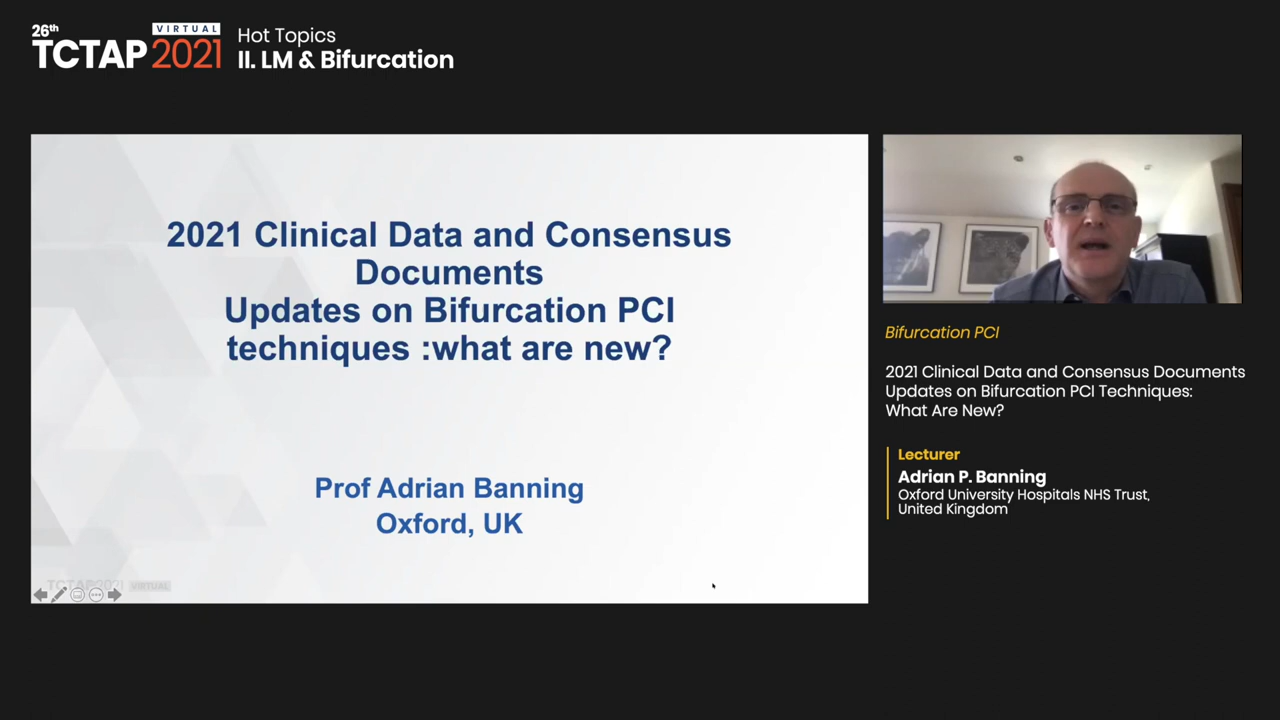 26th
VIRTUAL
TCTAP 2021
Hot Topics
II. LM & Bifurcation
2021 Clinical Data and Consensus
Documents
Updates on Bifurcation PCI
techniques :what are new?
Prof Adrian Banning
Oxford, UK
TCTAP2021 VIRTUAL
Bifurcation PCI
2021 Clinical Data and Consensus Documents
Updates on Bifurcation PCI Techniques:
What Are New?
Lecturer
Adrian P. Banning
Oxford University Hospitals NHS Trust,
United Kingdom